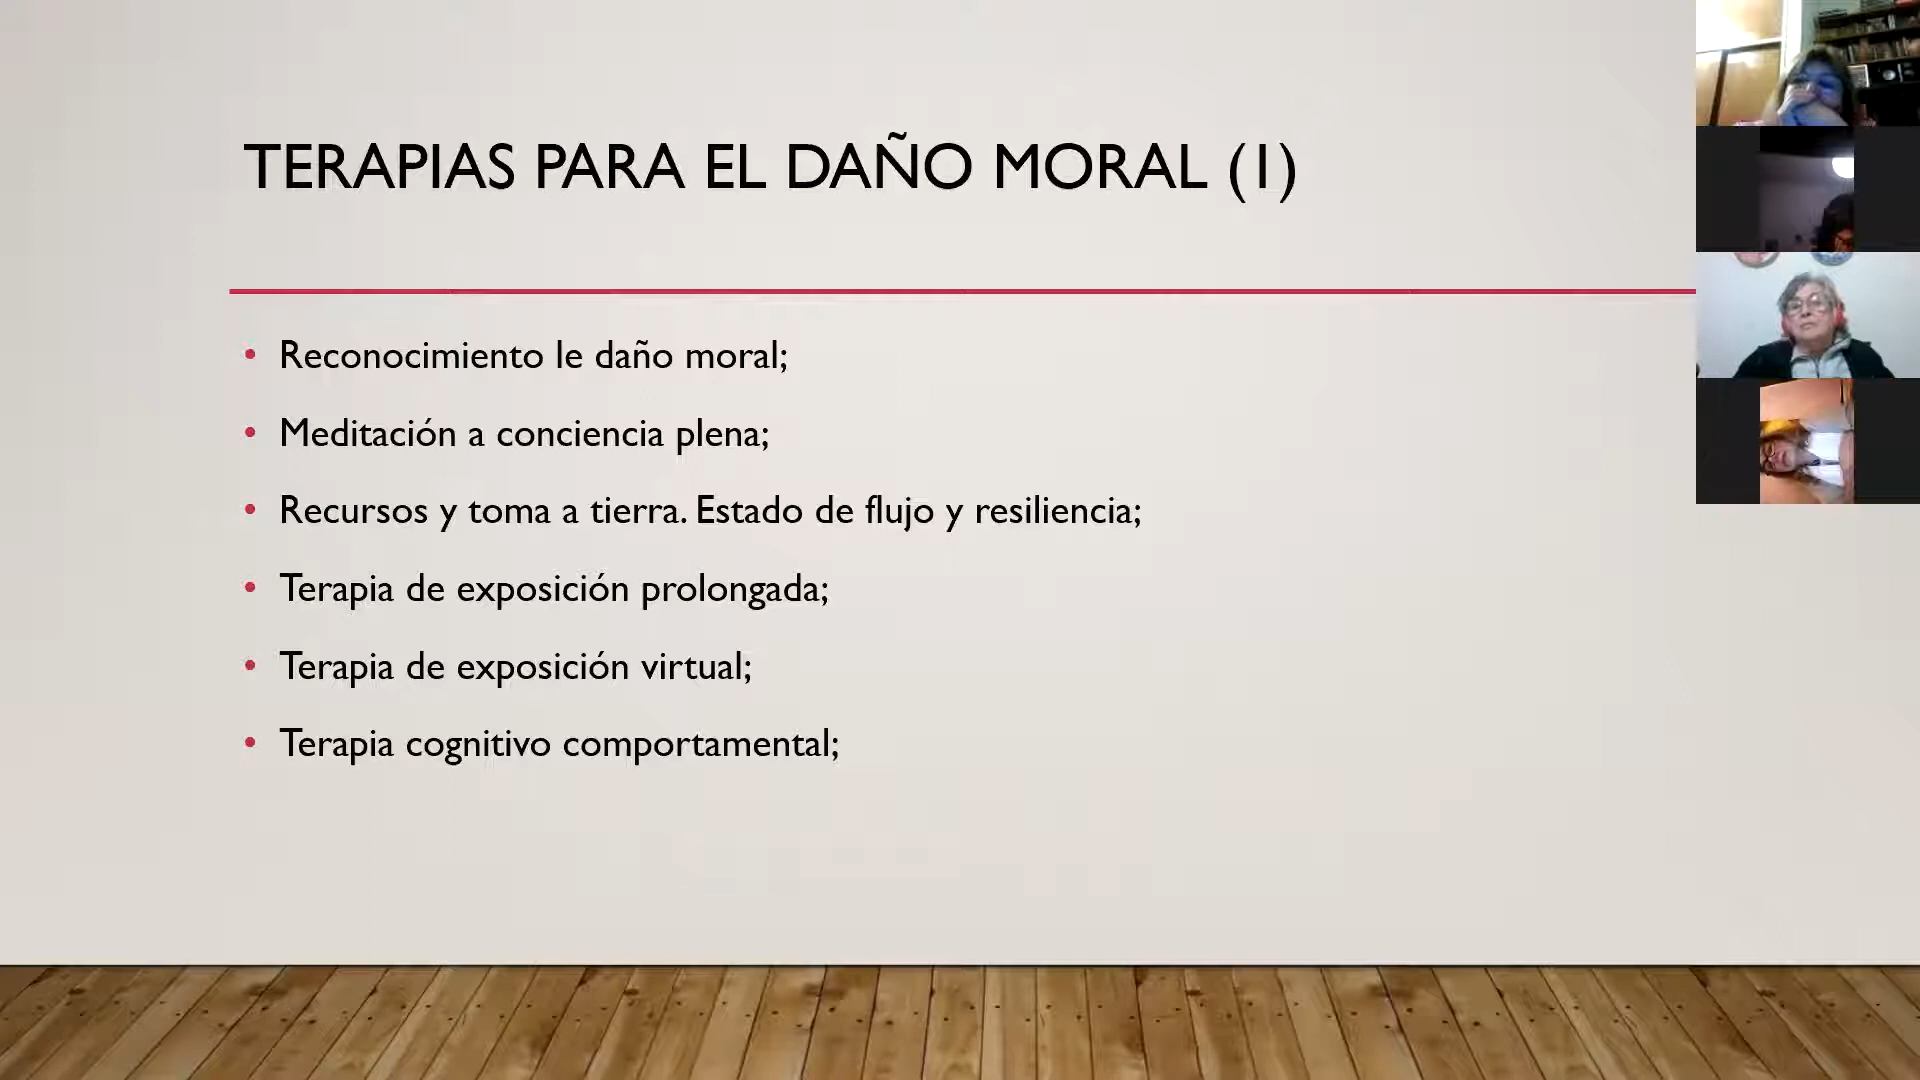 TERAPIAS PARA EL DAÑO MORAL (1)
• Reconocimiento le daño moral;
• Meditación a conciencia plena;
• Recursos y toma a tierra. Estado de flujo y resiliencia;
• Terapia de exposición prolongada;
• Terapia de exposición virtual;
• Terapia cognitivo comportamental;